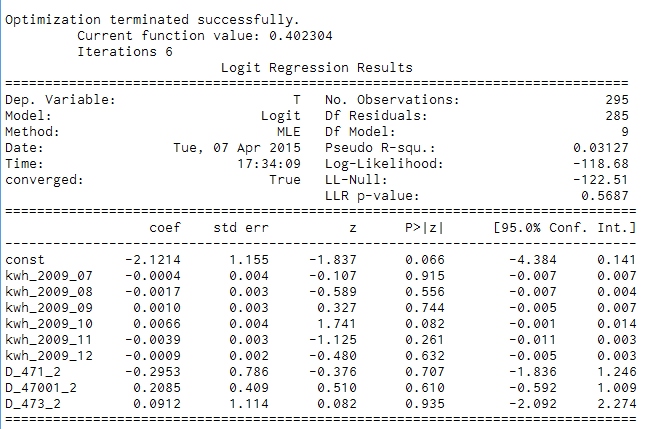 Optimization terminated successfully.
         Current function value: 0.402304
         Iterations 6
                           Logit Regression Results
==============================================================================
Dep. Variable:                      T   No. Observations:                  295
Model:                          Logit   Df Residuals:                      285
Method:                           MLE   Df Model:                            9
Date:                Tue, 07 Apr 2015   Pseudo R-squ.:                 0.03127
Time:                        17:34:09   Log-Likelihood:                -118.68
converged:                       True   LL-Null:                       -122.51
                                        LLR p-value:                    0.5687
===============================================================================
                  coef    std err          z      P>|z|      [95.0% Conf. Int.]
-------------------------------------------------------------------------------
const          -2.1214      1.155     -1.837      0.066        -4.384     0.141
kwh_2009_07    -0.0004      0.004     -0.107      0.915        -0.007     0.007
kwh_2009_08    -0.0017      0.003     -0.589      0.556        -0.007     0.004
kwh_2009_09     0.0010      0.003      0.327      0.744        -0.005     0.007
kwh_2009_10     0.0066      0.004      1.741      0.082        -0.001     0.014
kwh_2009_11    -0.0039      0.003     -1.125      0.261        -0.011     0.003
kwh_2009_12    -0.0009      0.002     -0.480      0.632        -0.005     0.003
D_471_2        -0.2953      0.786     -0.376      0.707        -1.836     1.246
D_47001_2       0.2085      0.409      0.510      0.610        -0.592     1.009
D_473_2         0.0912      1.114      0.082      0.935        -2.092     2.274
===============================================================================